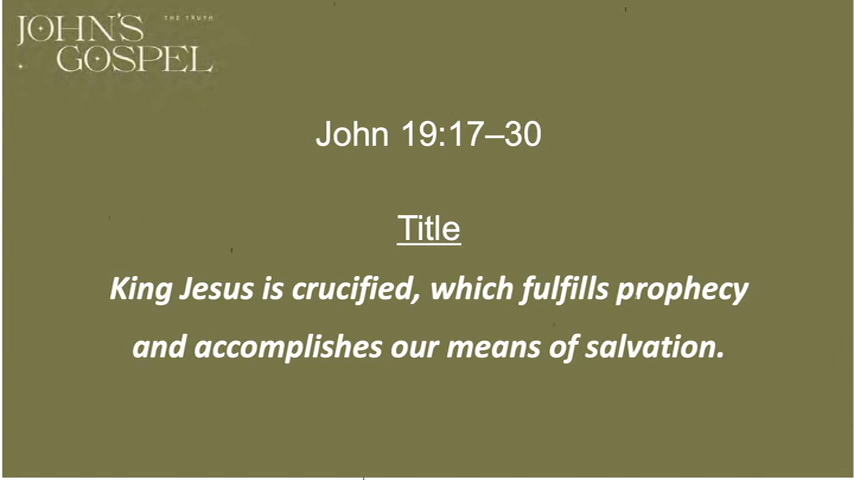 JOHN'S
THE TRUTH
GOSPEL
John 19:17–30
Title
King Jesus is crucified, which fulfills prophecy
and accomplishes our means of salvation.